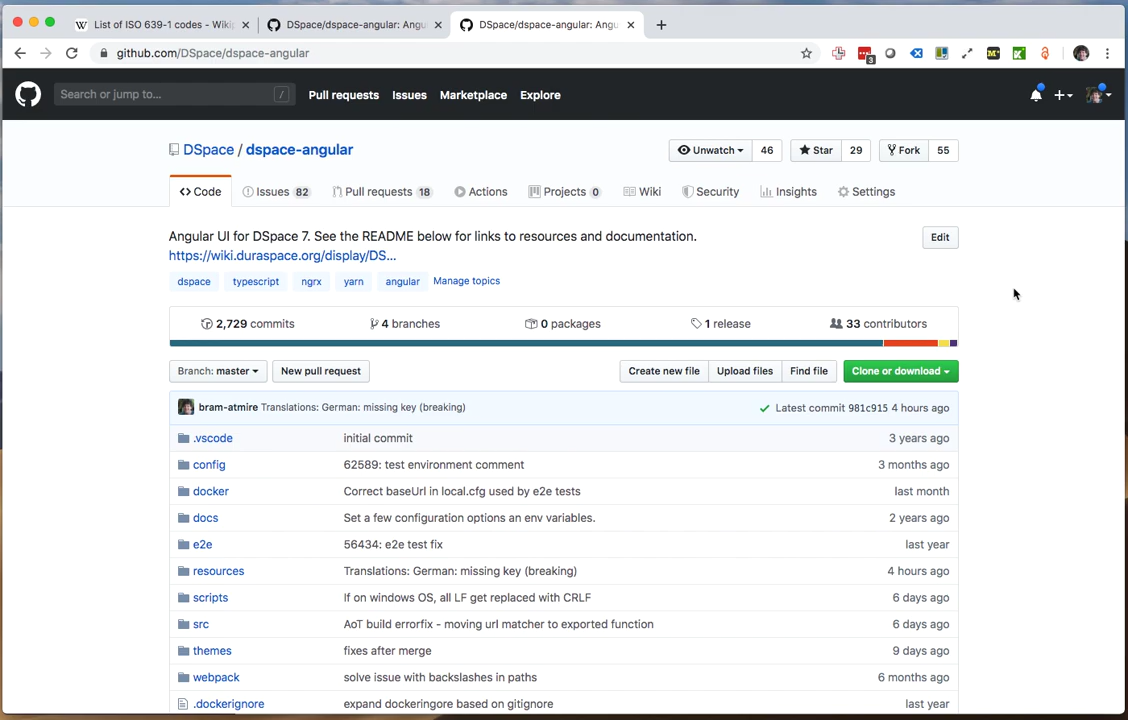 List of ISO 639-1 codes - Wiki
DSpace/dspace-angular: Angu
DSpace/dspace-angular: Angu
github.com/DSpace/dspace-angular
3
M
K
Search or jump to...
/
Pull requests
Issues
Marketplace
Explore
DSpace / dspace-angular
Unwatch 46
Star 29
Fork 55
Code
Issues 82
Pull requests 18
Actions
Projects 0
Wiki
Security
Insights
Settings
Angular UI for DSpace 7. See the README below for links to resources and documentation.
Edit
https://wiki.duraspace.org/display/DS...
dspace typescript ngrx yarn angular Manage topics
2,729 commits 4 branches 0 packages 1 release 33 contributors
Branch: master
New pull request
Create new file
Upload files
Find file
Clone or download
bram-atmire Translations: German: missing key (breaking) Latest commit 981c915 4 hours ago
.vscode initial commit 3 years ago
config 62589: test environment comment 3 months ago
docker Correct baseUrl in local.cfg used by e2e tests last month
docs Set a few configuration options an env variables. 2 years ago
e2e 56434: e2e test fix last year
resources Translations: German: missing key (breaking) 4 hours ago
scripts If on windows OS, all LF get replaced with CRLF 6 days ago
src AoT build errorfix - moving url matcher to exported function 6 days ago
themes fixes after merge 9 days ago
webpack solve issue with backslashes in paths 6 months ago
.dockerignore expand dockeringore based on gitignore last year